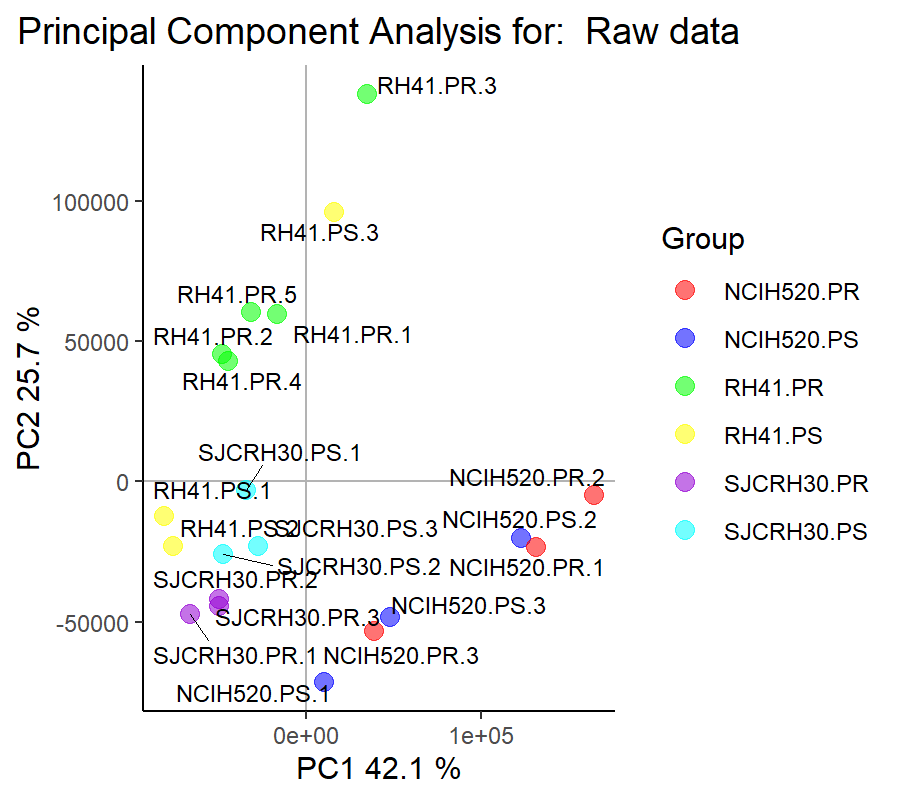 Principal Component Analysis for:  Raw data
RH41.PR.3
100000
RH41.PS.3
RH41.PR.5
RH41.PR.1
50000
RH41.PR.2
RH41.PR.4
SJCRH30.PS.1
0
NCIH520.PR.2
RH41.PS.1
NCIH520.PS.2
RH41.PS.2
SJCRH30.PS.3
SJCRH30.PS.2
NCIH520.PR.1
SJCRH30.PR.2
NCIH520.PS.3
SJCRH30.PR.3
-50000
SJCRH30.PR.1
NCIH520.PR.3
NCIH520.PS.1
0e+00
1e+05
PC1 42.1 %
PC2 25.7 %
Group
NCIH520.PR
NCIH520.PS
RH41.PR
RH41.PS
SJCRH30.PR
SJCRH30.PS